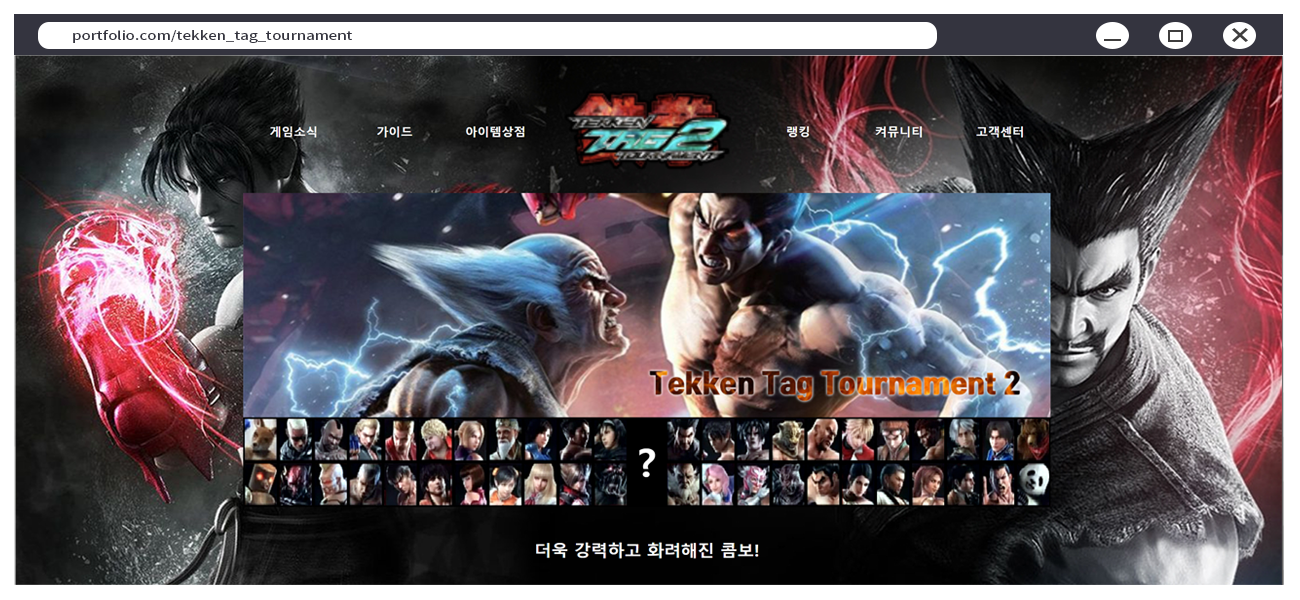 portfolio.com/tekken_tag_tournament
게임소식 가이드 아이템상점 랭킹 커뮤니티 고객센터
鉄拳
TEKKEN
TAG 2
TOURNAMENT
Tekken Tag Tournament 2
?
더욱 강력하고 화려해진 콤보!